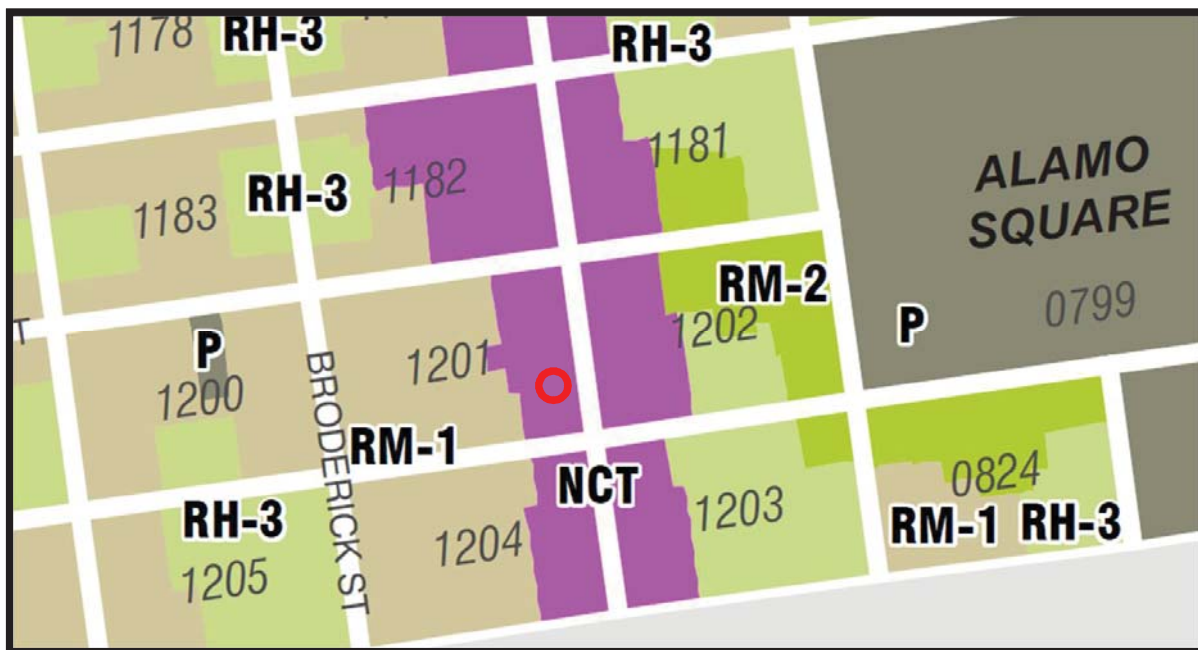 1178
RH-3
RH-3
1181
1182
ALAMO
SQUARE
RH-3
1183
RM-2
0799
P
1202
P
1201
1200
BRODERICK ST
RM-1
NCT
0824
1203
RH-3
RM-1
RH-3
1204
1205